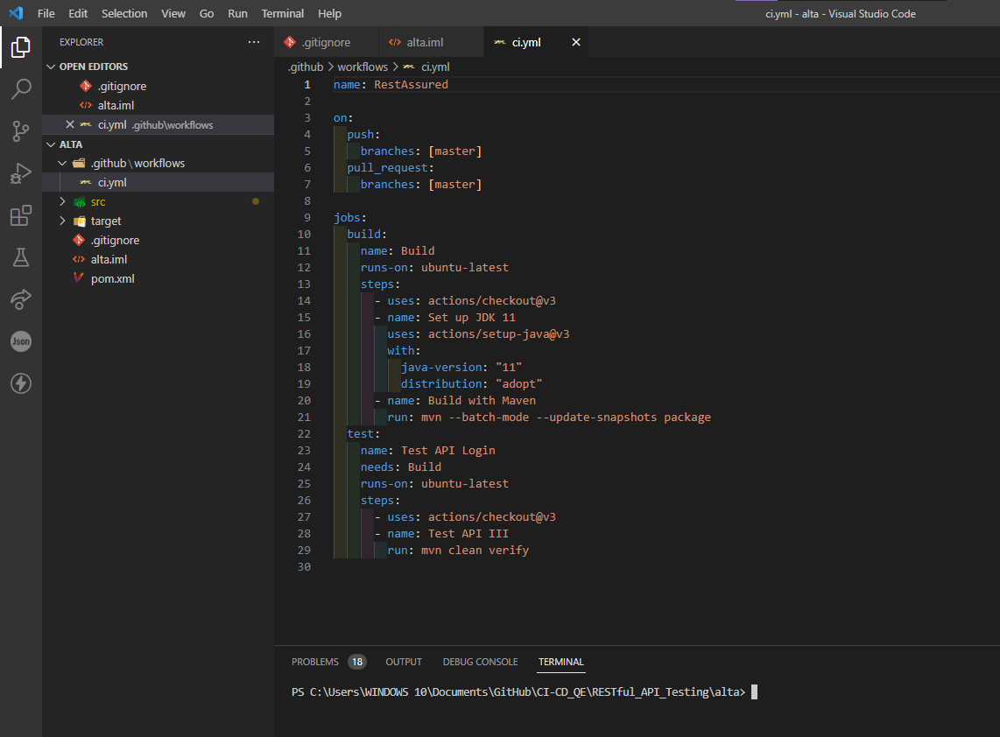 File Edit Selection View Go Run Terminal Help
ci.yml - alta - Visual Studio Code
EXPLORER
OPEN EDITORS
.gitignore
alta.iml
ci.yml .github\workflows
ALTA
.github\workflows
ci.yml
src
target
.gitignore
alta.iml
pom.xml
Json
.gitignore
alta.iml
ci.yml
.github > workflows > ci.yml
1 name: RestAssured
2
3 on:
4 push:
5 branches: [master]
6 pull_request:
7 branches: [master]
8
9 jobs:
10 build:
11 name: Build
12 runs-on: ubuntu-latest
13 steps:
14 - uses: actions/checkout@v3
15 - name: Set up JDK 11
16 uses: actions/setup-java@v3
17 with:
18 java-version: "11"
19 distribution: "adopt"
20 - name: Build with Maven
21 run: mvn --batch-mode --update-snapshots package
22 test:
23 name: Test API Login
24 needs: Build
25 runs-on: ubuntu-latest
26 steps:
27 - uses: actions/checkout@v3
28 - name: Test API III
29 run: mvn clean verify
30
PROBLEMS 18 OUTPUT DEBUG CONSOLE TERMINAL
PS C:\Users\WINDOWS 10\Documents\GitHub\CI-CD_QE\RESTful_API_Testing\alta>